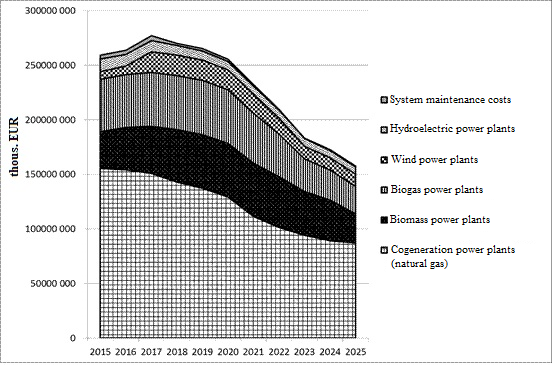 thous. EUR
300000 000
250000 000
200000 000
150000 000
100000 000
50000 000
0
2015 2016 2017 2018 2019 2020 2021 2022 2023 2024 2025
System maintenance costs
Hydroelectric power plants
Wind power plants
Biogas power plants
Biomass power plants
Cogeneration power plants
(natural gas)